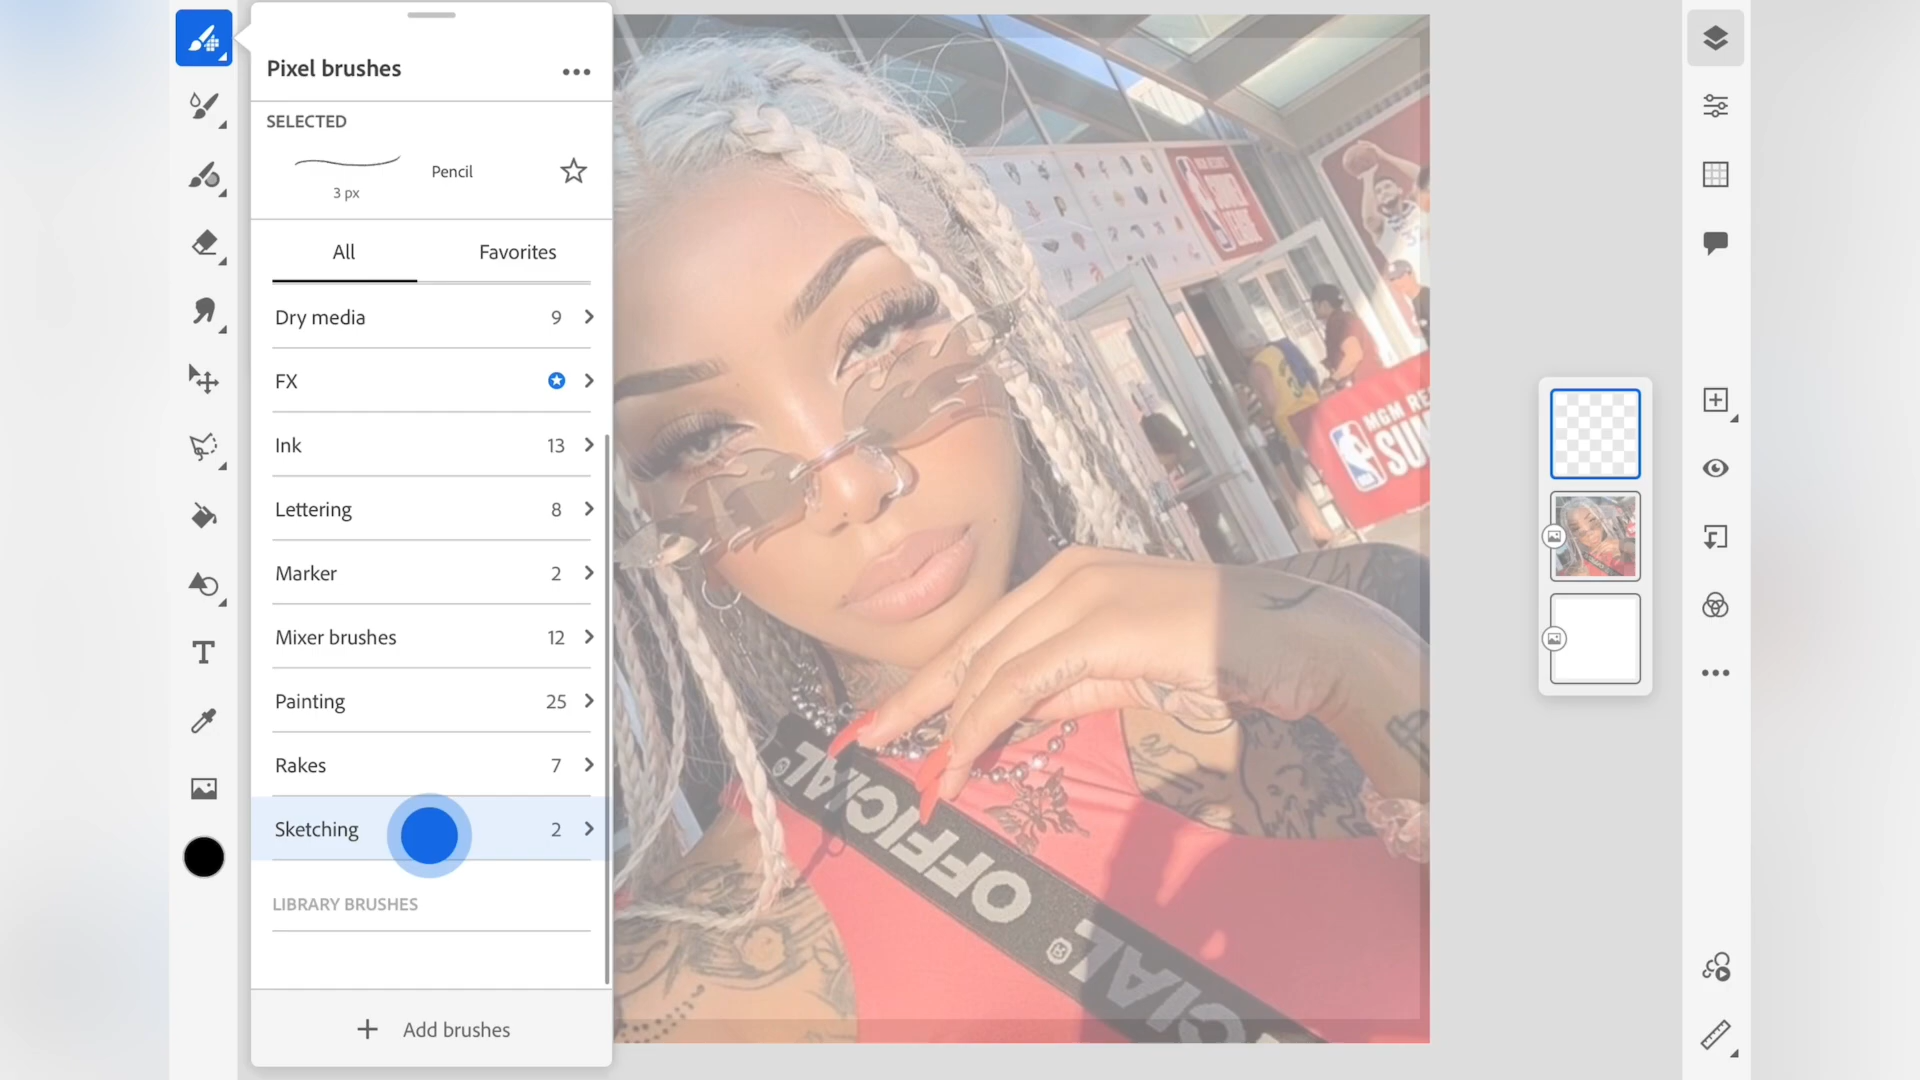 Pixel brushes
SELECTED
3 px
Pencil
All
Favorites
Dry media 9
FX
Ink 13
Lettering 8
Marker 2
Mixer brushes 12
Painting 25
Rakes 7
Sketching 2
LIBRARY BRUSHES
+ Add brushes
T
MGM RE
SU
OFFICIAL
OFFICIAL